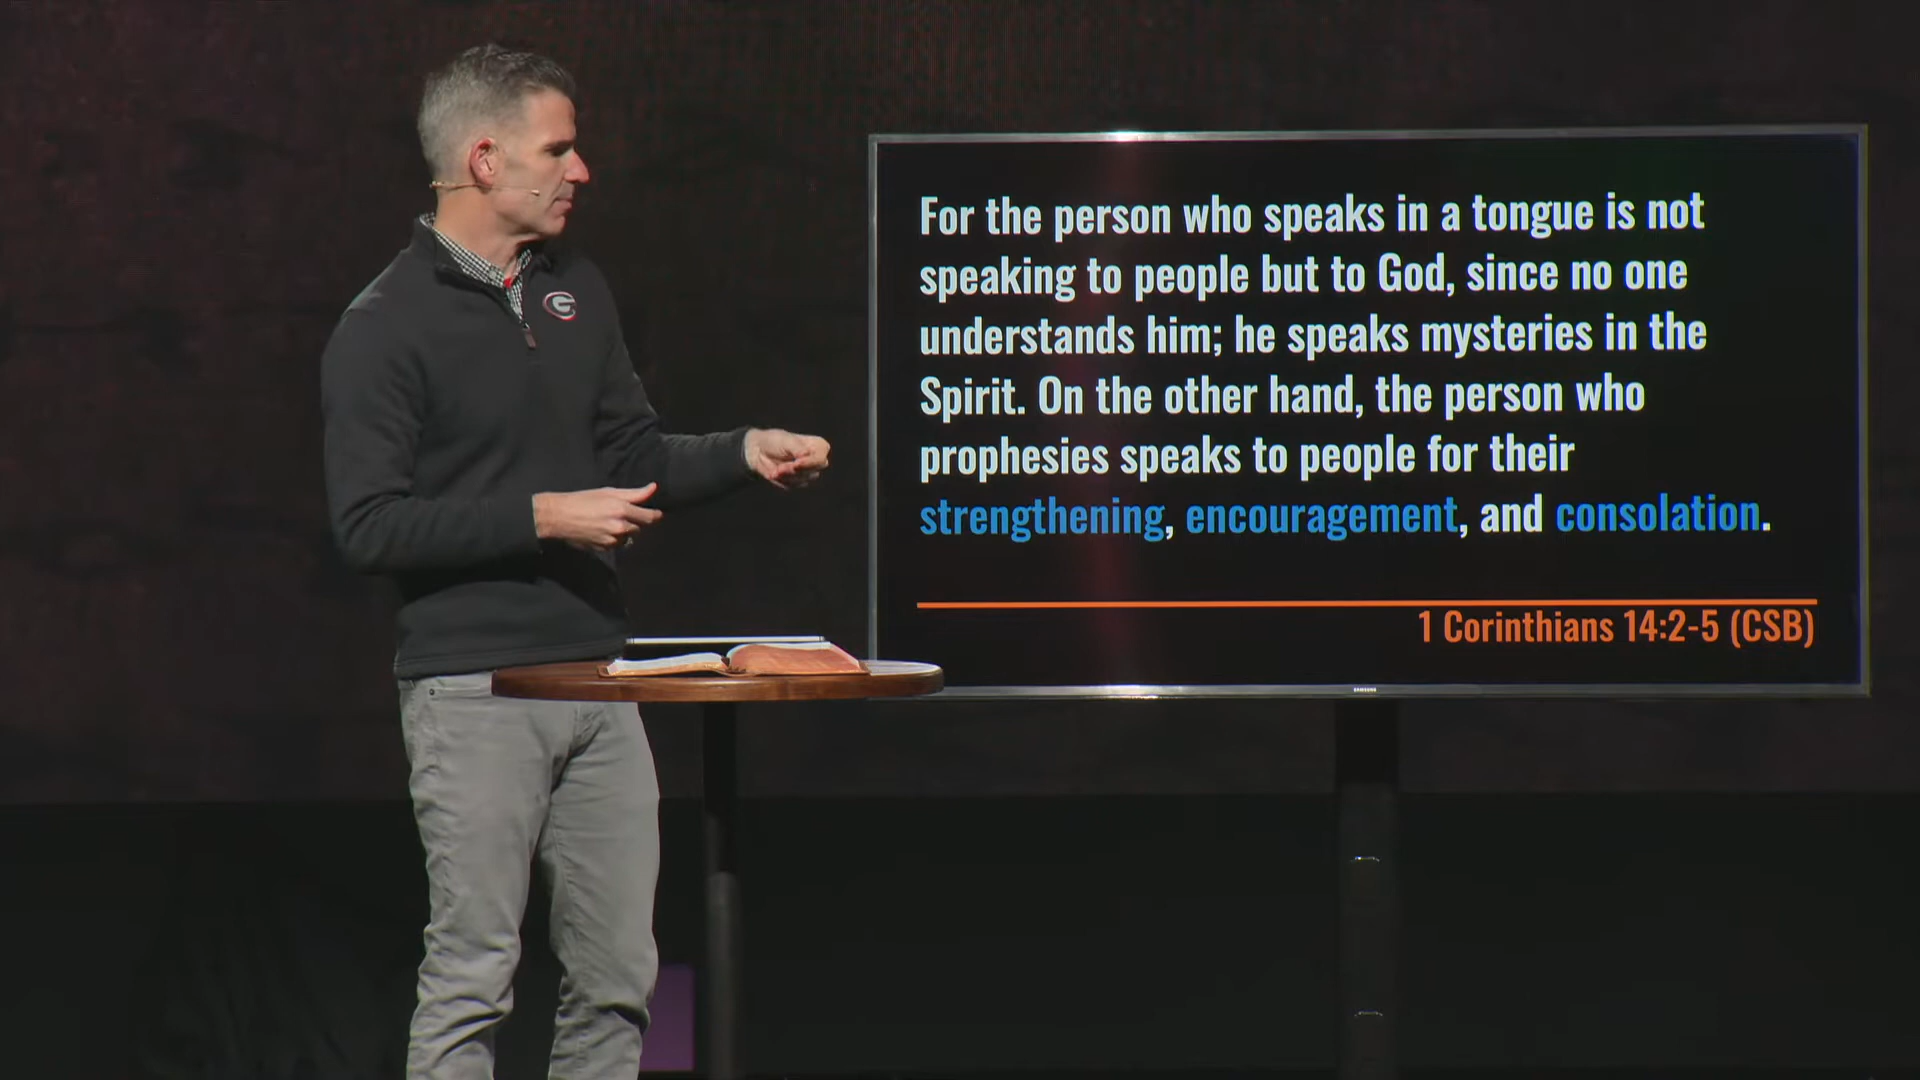 For the person who speaks in a tongue is not
speaking to people but to God, since no one
understands him; he speaks mysteries in the
Spirit. On the other hand, the person who
prophesies speaks to people for their
strengthening, encouragement, and consolation.
1 Corinthians 14:2-5 (CSB)
SAMSUNG
G